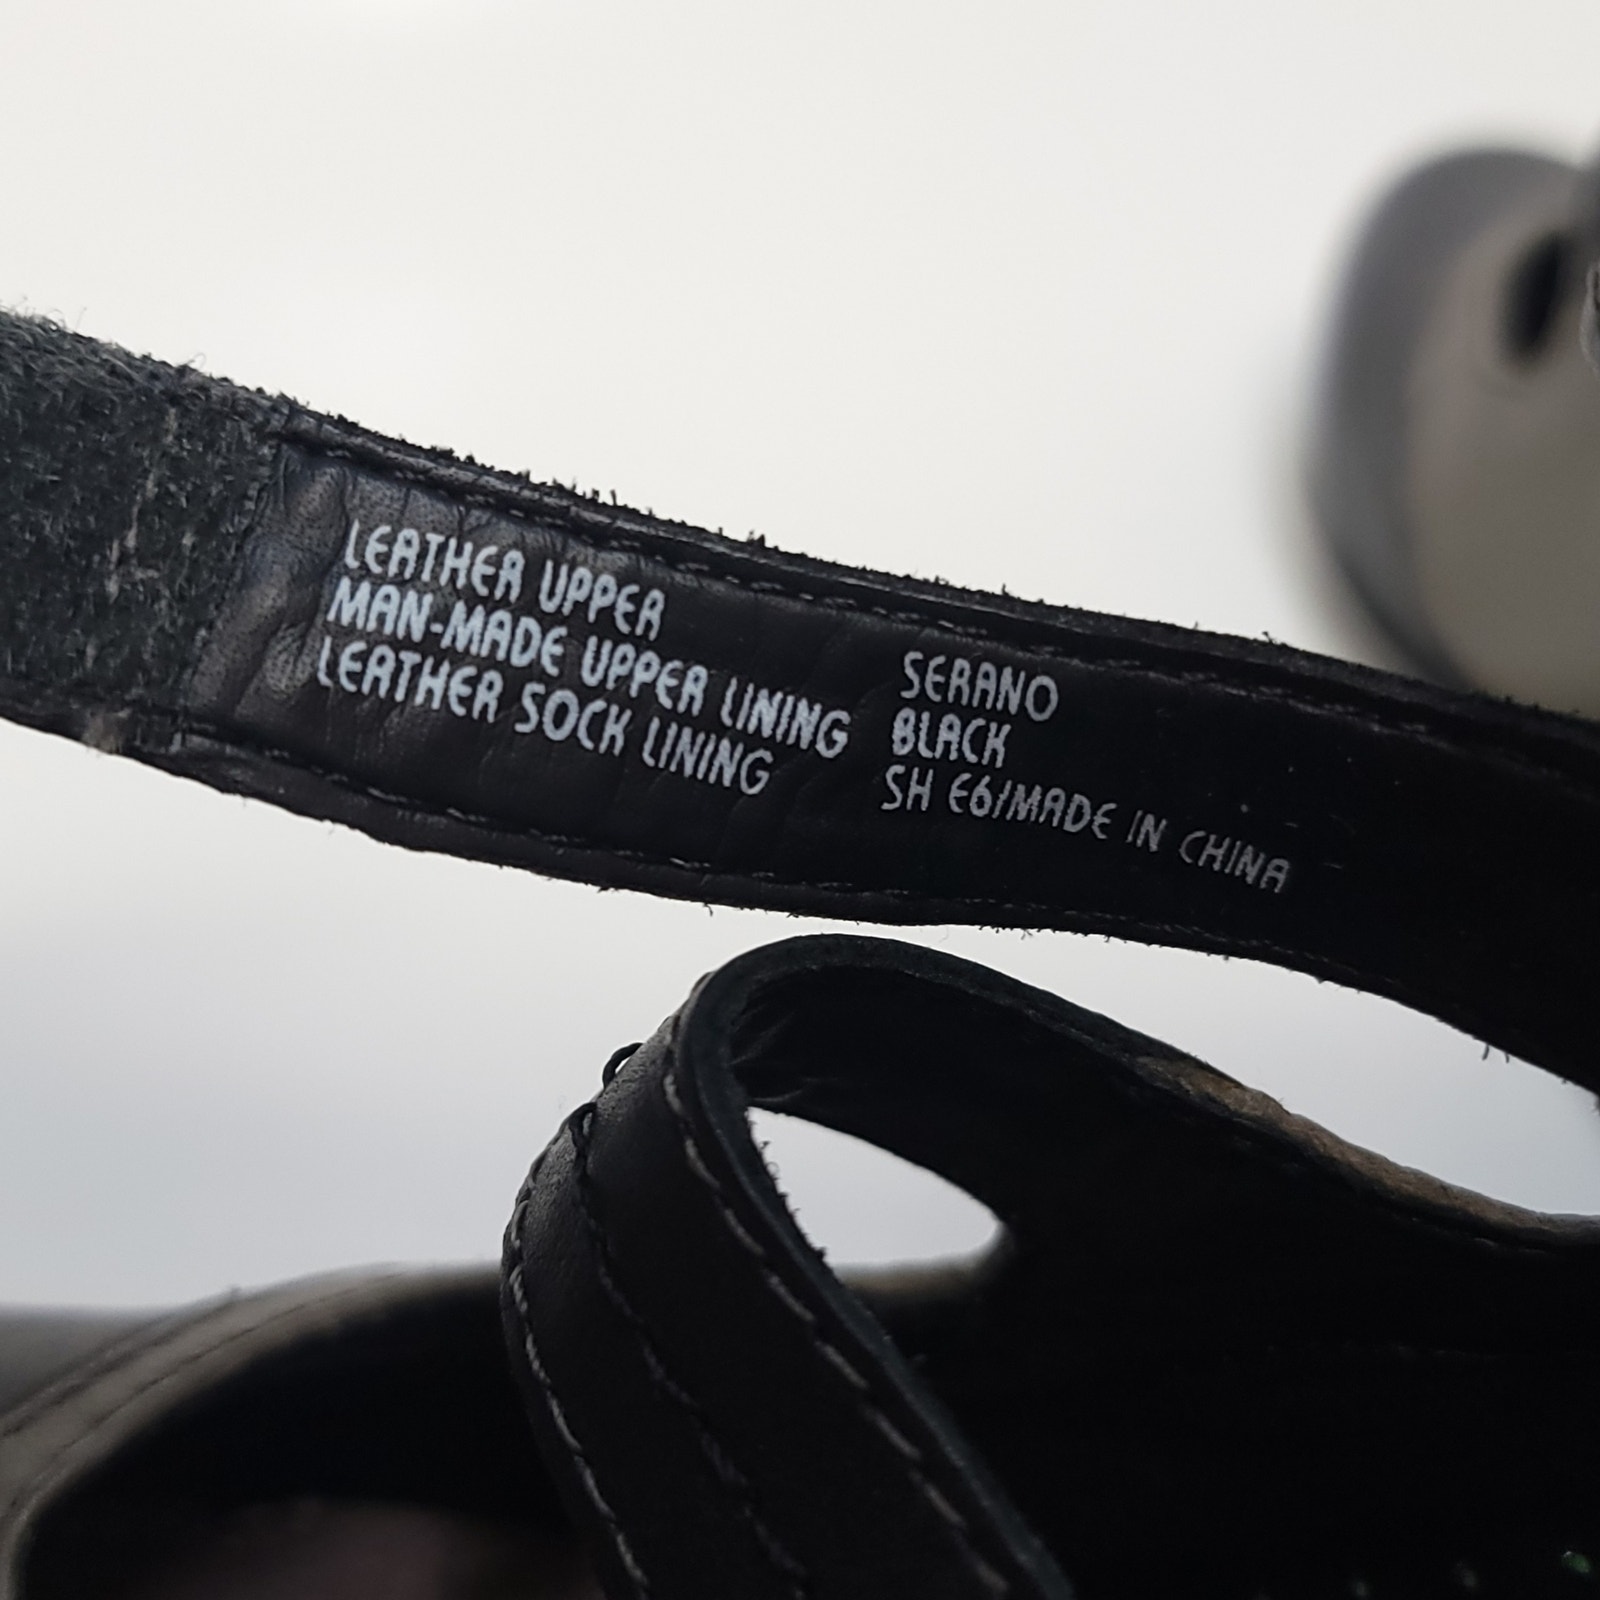 LEATHER UPPER
MAN-MADE UPPER LINING
LEATHER SOCK LINING
SERANO
BLACK
SH E6/MADE IN CHINA